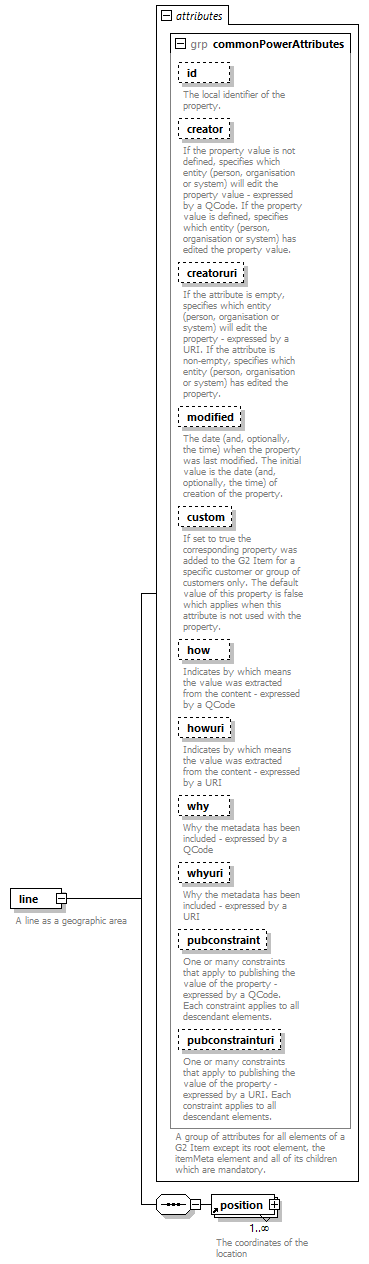 attributes
grp commonPowerAttributes
id
The local identifier of the
property.
creator
If the property value is not
defined, specifies which
entity (person, organisation
or system) will edit the
property value - expressed
by a QCode. If the property
value is defined, specifies
which entity (person,
organisation or system) has
edited the property value.
creatoruri
If the attribute is empty,
specifies which entity
(person, organisation or
system) will edit the
property - expressed by a
URI. If the attribute is
non-empty, specifies which
entity (person, organisation
or system) has edited the
property.
modified
The date (and, optionally,
the time) when the property
was last modified. The initial
value is the date (and,
optionally, the time) of
creation of the property.
custom
If set to true the
corresponding property was
added to the G2 Item for a
specific customer or group of
customers only. The default
value of this property is false
which applies when this
attribute is not used with the
property.
how
Indicates by which means
the value was extracted
from the content - expressed
by a QCode
howuri
Indicates by which means
the value was extracted
from the content - expressed
by a URI
why
Why the metadata has been
included - expressed by a
QCode
whyuri
Why the metadata has been
included - expressed by a
URI
pubconstraint
One or many constraints
that apply to publishing the
value of the property -
expressed by a QCode.
Each constraint applies to all
descendant elements.
pubconstrainturi
One or many constraints
that apply to publishing the
value of the property -
expressed by a URI. Each
constraint applies to all
descendant elements.
A group of attributes for all elements of a
G2 Item except its root element, the
itemMeta element and all of its children
which are mandatory.
line
A line as a geographic area
position
1..∞
The coordinates of the
location